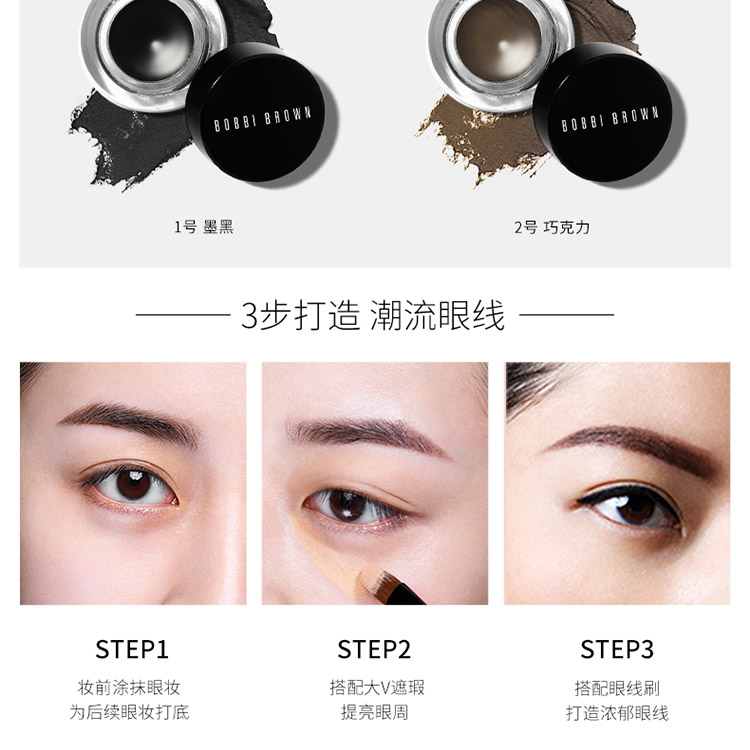 BOBBI BROWN
BOBBI BROWN
1号 墨黑
2号 巧克力
3步打造 潮流眼线
STEP1
妆前涂抹眼妆
为后续眼妆打底
STEP2
搭配大V遮瑕
提亮眼周
STEP3
搭配眼线刷
打造浓郁眼线